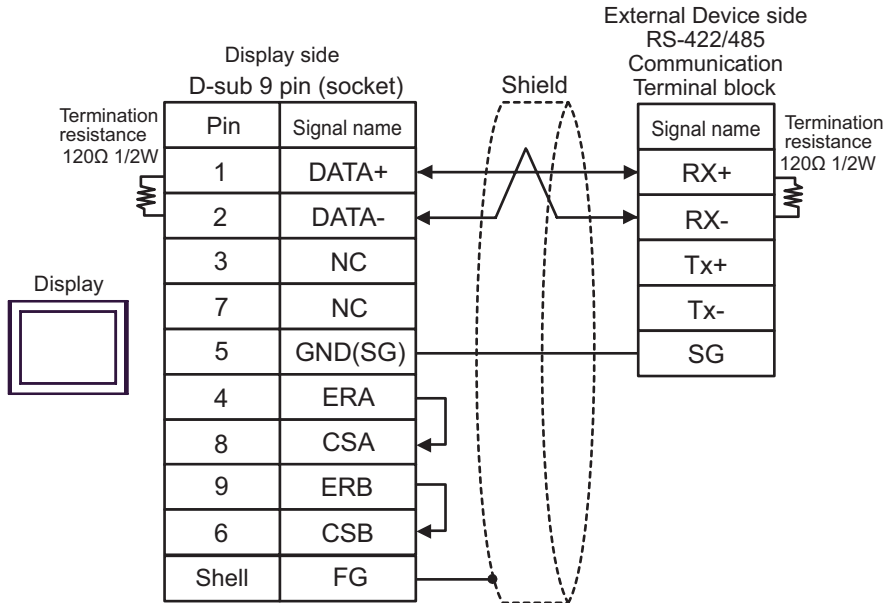 External Device side
RS-422/485
Communication
Terminal block
Display side
D-sub 9 pin (socket)
Shield
Termination
resistance
120Ω 1/2W
Pin Signal name
Signal name
Termination
resistance
120Ω 1/2W
1 DATA+ RX+
2 DATA- RX-
3 NC Tx+
7 NC Tx-
Display
5 GND(SG) SG
4 ERA
8 CSA
9 ERB
6 CSB
Shell FG